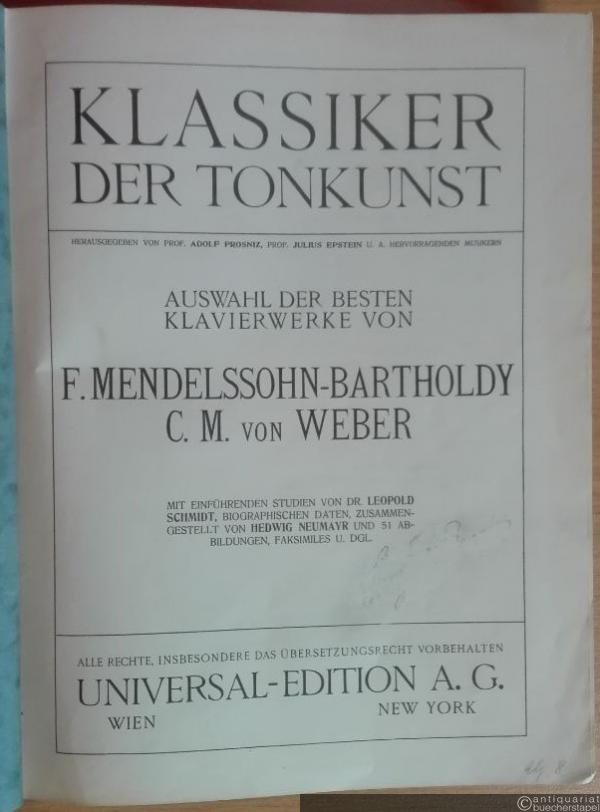 KLASSIKER
DER TONKUNST
HERAUSGEGEBEN VON PROF. ADOLF PROSNIZ, PROF. JULIUS EPSTEIN U. A. HERVORRAGENDEN MUSIKERN
AUSWAHL DER BESTEN
KLAVIERWERKE VON
F. MENDELSSOHN-BARTHOLDY
C. M. VON WEBER
MIT EINFÜHRENDEN STUDIEN VON DR. LEOPOLD
SCHMIDT, BIOGRAPHISCHEN DATEN, ZUSAMMEN-
GESTELLT VON HEDWIG NEUMAYR UND 51 AB-
BILDUNGEN, FAKSIMILES U. DGL.
ALLE RECHTE, INSBESONDERE DAS ÜBERSETZUNGSRECHT VORBEHALTEN
UNIVERSAL-EDITION A. G.
WIEN
NEW YORK
antiquariat
buecherstapel